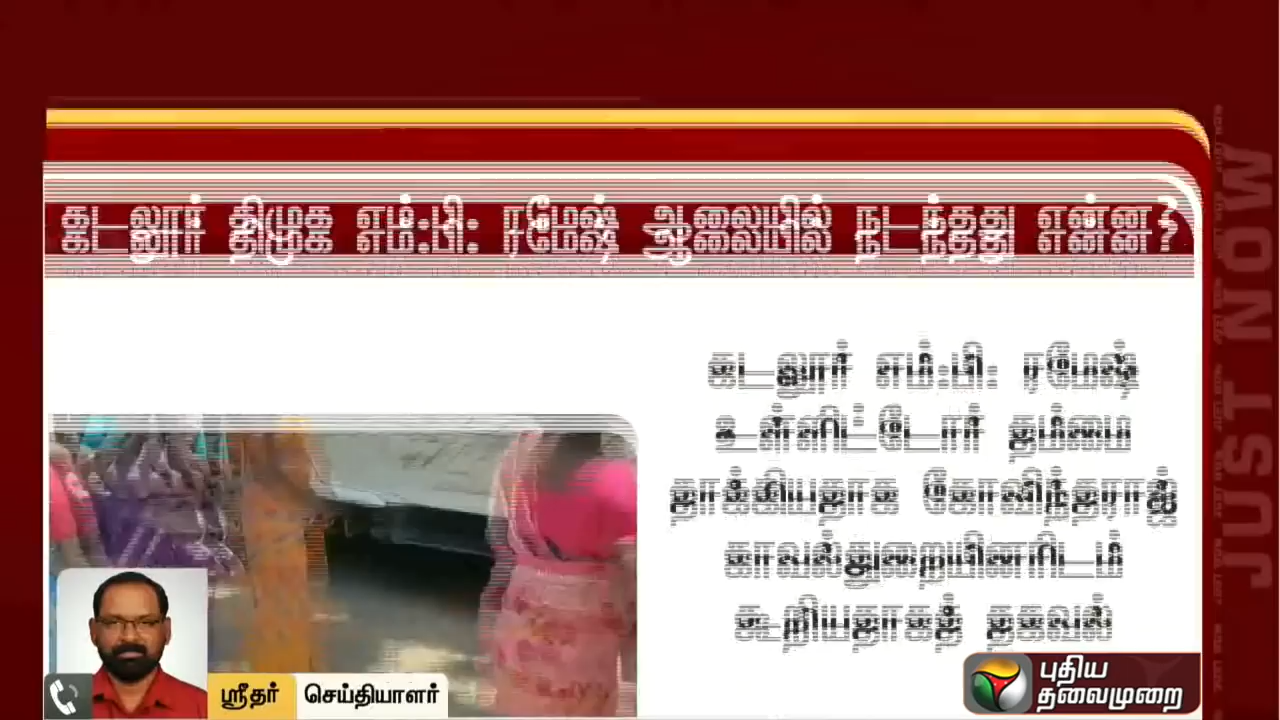 கடலூர் திமுக எம்.பி. ரமேஷ் ஆலையில் நடந்தது என்ன?
கடலூர் எம்.பி. ரமேஷ்
உள்ளிட்டோர் தம்மை
தாக்கியதாக கோவிந்தராஜ்
காவல்துறையினரிடம்
கூறியதாகத் தகவல்
ஸ்ரீதர் செய்தியாளர்
புதிய
தலைமுறை
JUST NOW